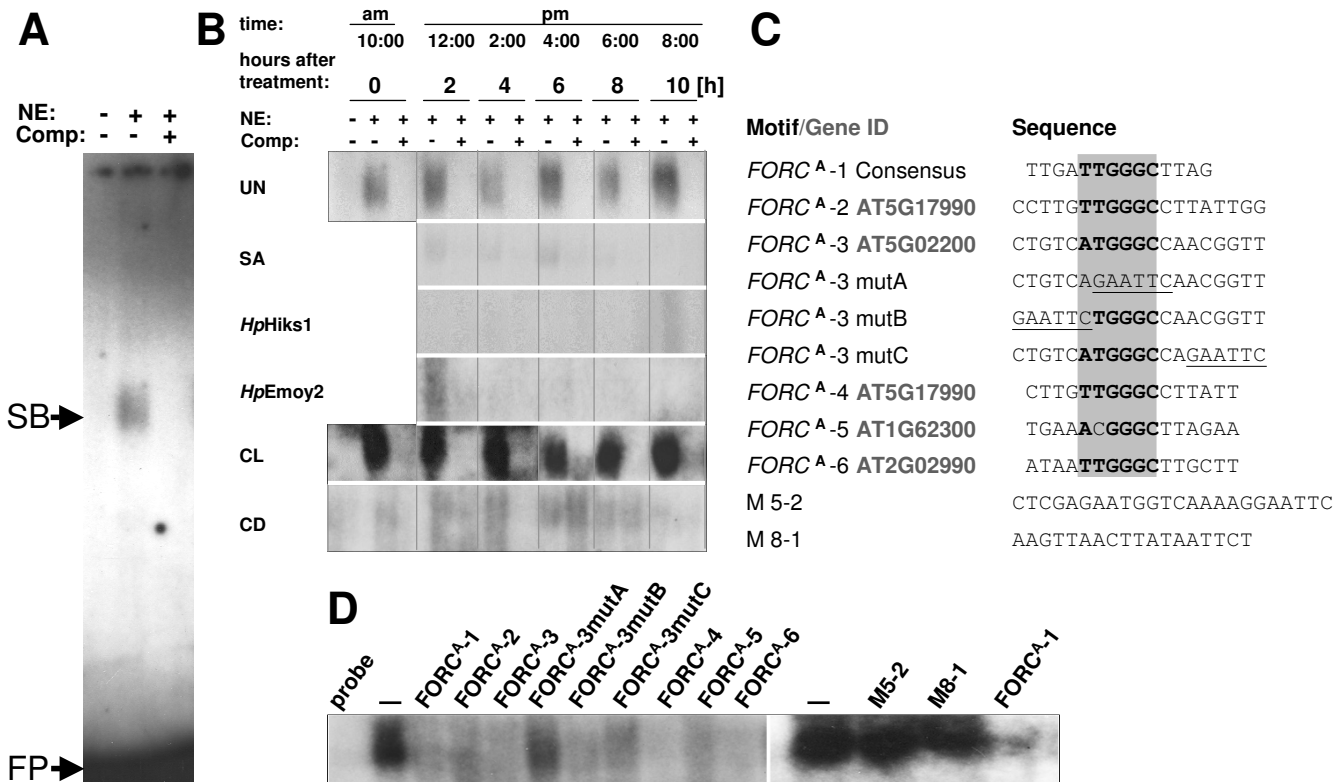 A
NE: - + +
Comp: - - +
SB
FP
B
time: am pm
10:00 12:00 2:00 4:00 6:00 8:00
hours after
treatment: 0 2 4 6 8 10 [h]
NE: - + + + + + + + + + + + +
Comp: - - + - + - + - + - + - +
UN
SA
HpHiks1
HpEmoy2
CL
CD
C
Motif/Gene ID Sequence
FORC A -1 Consensus TTGATTGGGCTTAG
FORC A -2 AT5G17990 CCTTGTTGGGCCTTATTGG
FORC A -3 AT5G02200 CTGTCATGGGCCAACGGTT
FORC A -3 mutA CTGTCAGAATTCAACGGTT
FORC A -3 mutB GAATTCTGGGCCAACGGTT
FORC A -3 mutC CTGTCATGGGCCAGAATTC
FORC A -4 AT5G17990 CTTGTTGGGCCTTATT
FORC A -5 AT1G62300 TGAAACGGGCTTAGAA
FORC A -6 AT2G02990 ATAATTGGGCTTGCTT
M 5-2 CTCGAGAATGGTCAAAAGGAATTC
M 8-1 AAGTTAACTTATAATTCT
D
probe — FORCA-1 FORCA-2 FORCA-3 FORCA-3mutA FORCA-3mutB FORCA-3mutC FORCA-4 FORCA-5 FORCA-6 — M5-2 M8-1 FORCA-1